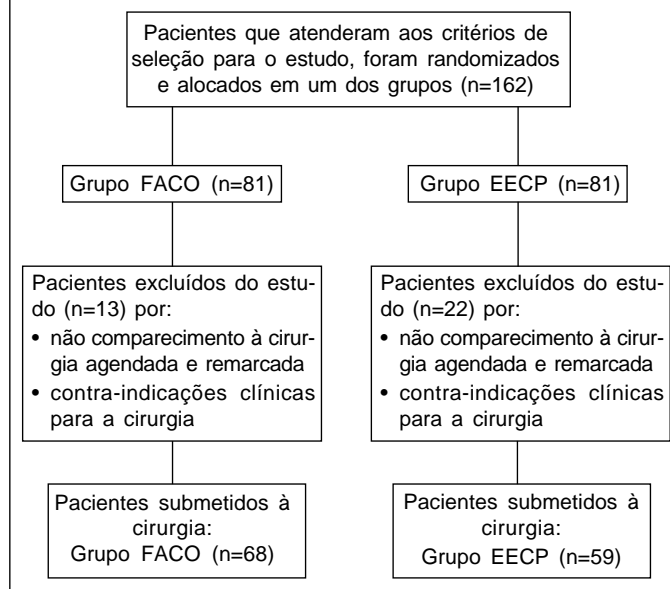 Pacientes que atenderam aos critérios de
seleção para o estudo, foram randomizados
e alocados em um dos grupos (n=162)
Grupo FACO (n=81)
Grupo EECP (n=81)
Pacientes excluídos do estu-
do (n=13) por:
• não comparecimento à cirur-
gia agendada e remarcada
• contra-indicações clínicas
para a cirurgia
Pacientes excluídos do estu-
do (n=22) por:
• não comparecimento à cirur-
gia agendada e remarcada
• contra-indicações clínicas
para a cirurgia
Pacientes submetidos à
cirurgia:
Grupo FACO (n=68)
Pacientes submetidos à
cirurgia:
Grupo EECP (n=59)